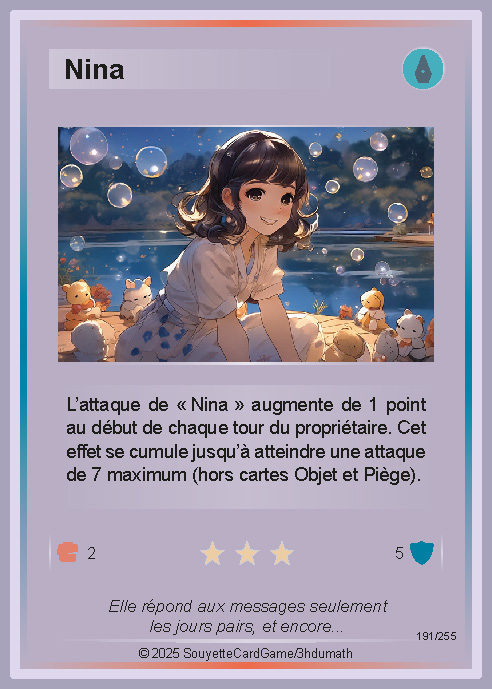 Nina
L'attaque de « Nina » augmente de 1 point
au début de chaque tour du propriétaire. Cet
effet se cumule jusqu'à atteindre une attaque
de 7 maximum (hors cartes Objet et Piège).
2
5
Elle répond aux messages seulement
les jours pairs, et encore...
191/255
© 2025 SouyetteCardGame/3hdumath